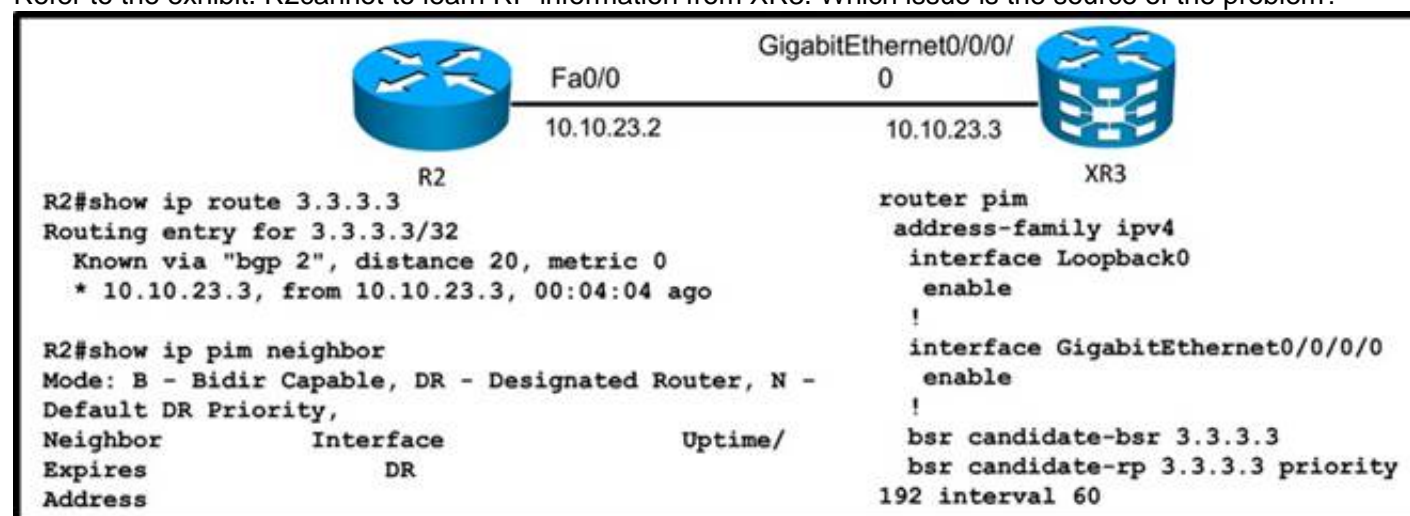 GigabitEthernet0/0/0/
0
Fa0/0
10.10.23.2
10.10.23.3
R2
XR3
R2#show ip route 3.3.3.3
Routing entry for 3.3.3.3/32
Known via "bgp 2", distance 20, metric 0
* 10.10.23.3, from 10.10.23.3, 00:04:04 ago
R2#show ip pim neighbor
Mode: B - Bidir Capable, DR - Designated Router, N -
Default DR Priority,
Neighbor Interface Uptime/
Expires DR
Address
router pim
address-family ipv4
interface Loopback0
enable
!
interface GigabitEthernet0/0/0/0
enable
!
bsr candidate-bsr 3.3.3.3
bsr candidate-rp 3.3.3.3 priority
192 interval 60